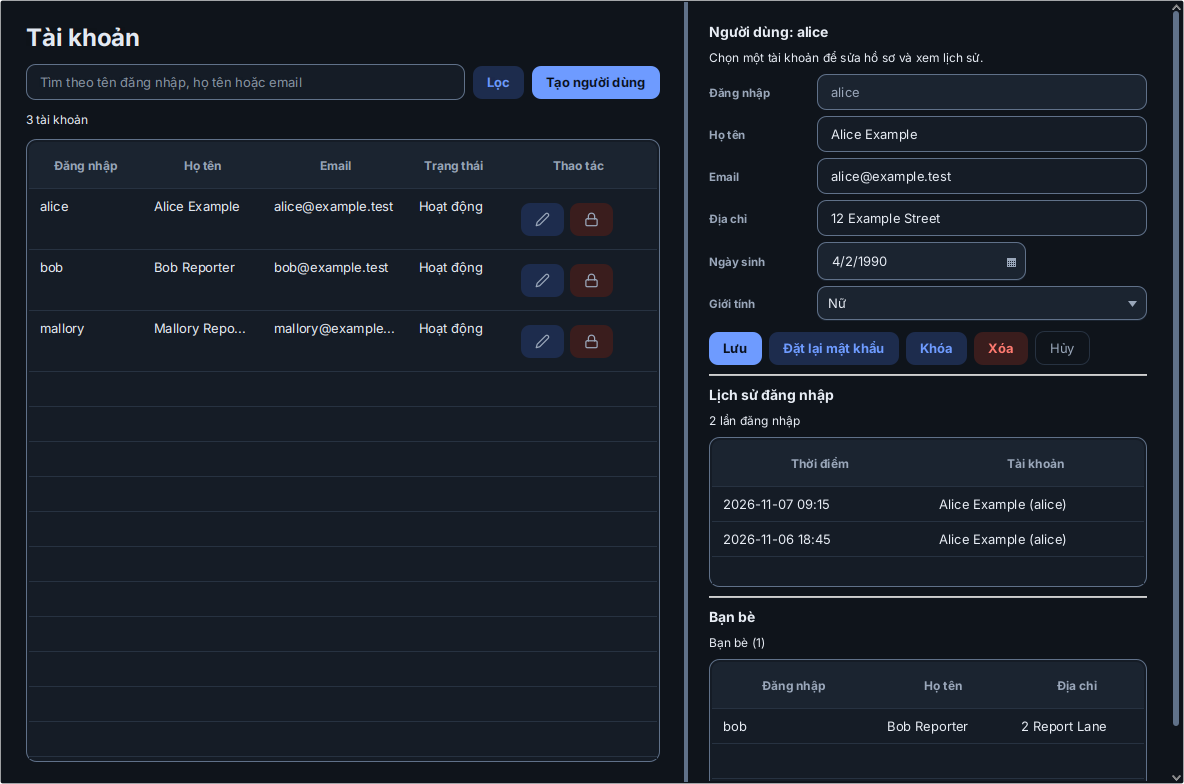 Tài khoản
Tìm theo tên đăng nhập, họ tên hoặc email
Lọc
Tạo người dùng
3 tài khoản
Đăng nhập Họ tên Email Trạng thái Thao tác
alice Alice Example alice@example.test Hoạt động
bob Bob Reporter bob@example.test Hoạt động
mallory Mallory Repo... mallory@example... Hoạt động
Người dùng: alice
Chọn một tài khoản để sửa hồ sơ và xem lịch sử.
Đăng nhập alice
Họ tên Alice Example
Email alice@example.test
Địa chỉ 12 Example Street
Ngày sinh 4/2/1990
Giới tính Nữ
Lưu Đặt lại mật khẩu Khóa Xóa Hủy
Lịch sử đăng nhập
2 lần đăng nhập
Thời điểm Tài khoản
2026-11-07 09:15 Alice Example (alice)
2026-11-06 18:45 Alice Example (alice)
Bạn bè
Bạn bè (1)
Đăng nhập Họ tên Địa chỉ
bob Bob Reporter 2 Report Lane